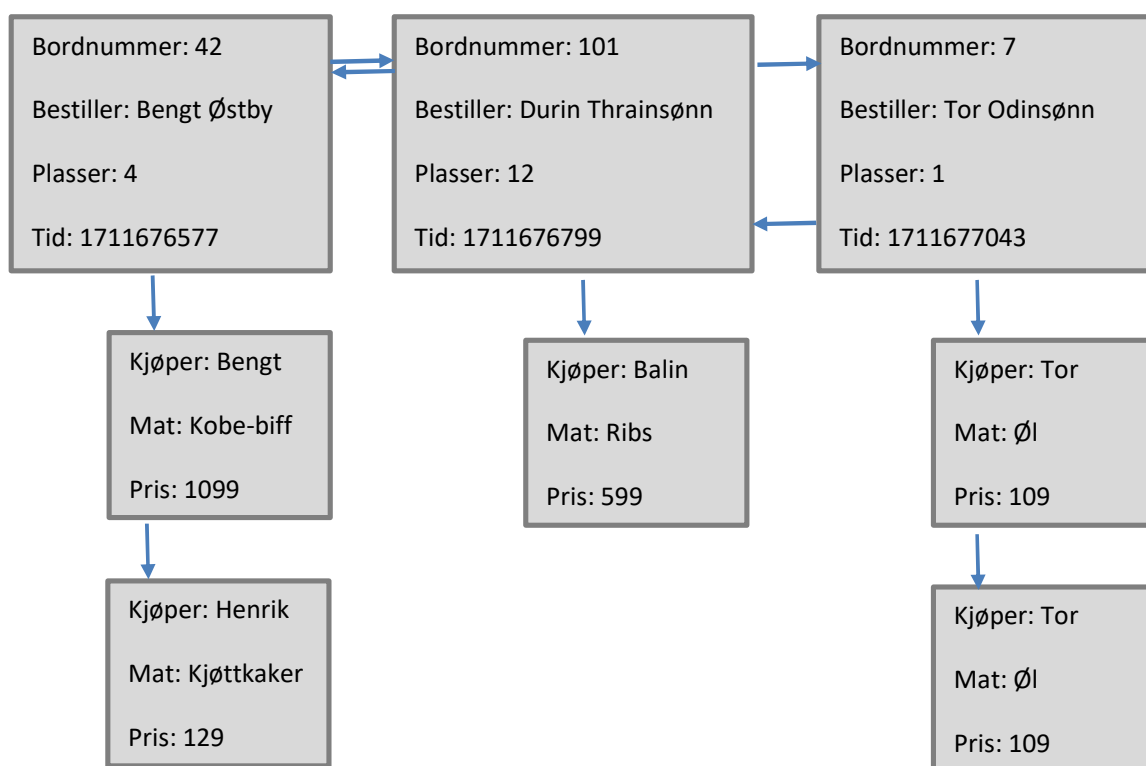 Bordnummer: 42
Bestiller: Bengt Østby
Plasser: 4
Tid: 1711676577
Bordnummer: 101
Bestiller: Durin Thrainsønn
Plasser: 12
Tid: 1711676799
Bordnummer: 7
Bestiller: Tor Odinsønn
Plasser: 1
Tid: 1711677043
Kjøper: Bengt
Mat: Kobe-biff
Pris: 1099
Kjøper: Balin
Mat: Ribs
Pris: 599
Kjøper: Tor
Mat: Øl
Pris: 109
Kjøper: Henrik
Mat: Kjøttkaker
Pris: 129
Kjøper: Tor
Mat: Øl
Pris: 109